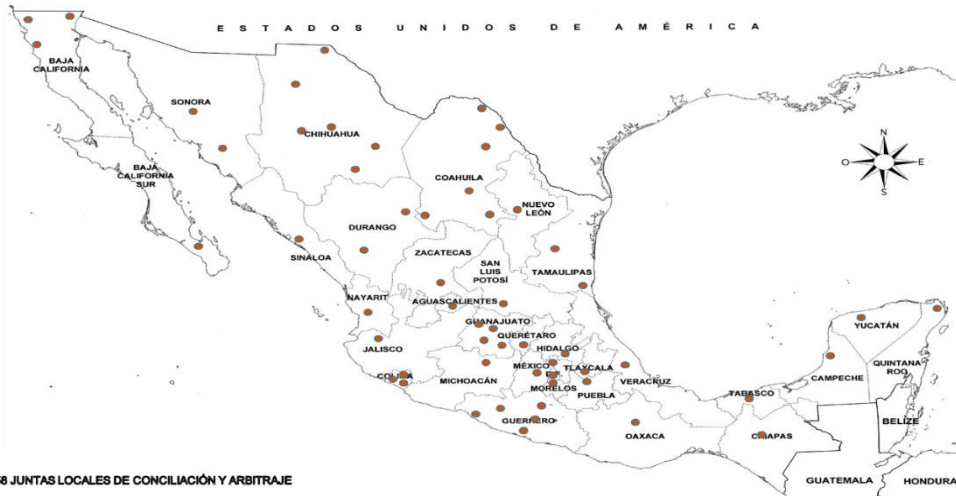 ESTADOS UNIDOS DE AMÉRICA
BAJA
CALIFORNIA
SONORA
CHIHUAHUA
N
O
E
S
BAJA
CALIFORNIA
SUR
COAHUILA
NUEVO
LEÓN
DURANGO
SINALOA
ZACATECAS
SAN
LUIS
POTOSÍ
TAMAULIPAS
NAYARIT
AGUASCALIENTES
GUANAJUATO
QUERÉTARO
HIDALGO
YUCATÁN
JALISCO
MÉXICO
TLAXCALA
QUINTANA
ROO
COLIMA
MICHOACÁN
MORELOS
PUEBLA
VERACRUZ
CAMPECHE
TABASCO
GUERRERO
OAXACA
CHIAPAS
BELÍZE
JUNTAS LOCALES DE CONCILIACIÓN Y ARBITRAJE
GUATEMALA
HONDURA